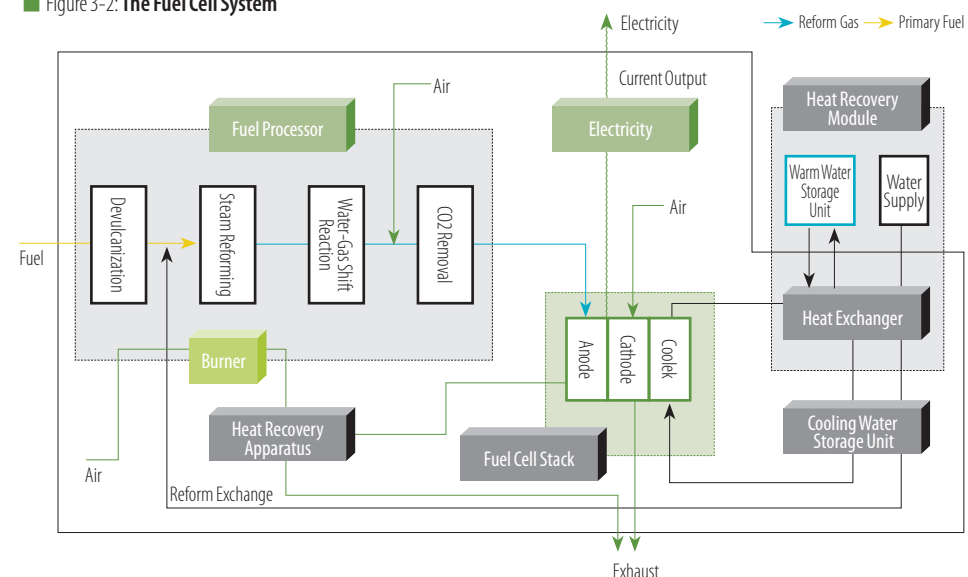 Figure 3-2: The Fuel Cell System
Electricity
Reform Gas
Primary Fuel
Current Output
Air
Fuel Processor
Electricity
Heat Recovery
Module
Devulcanization
Steam Reforming
Water-Gas Shift
Reaction
CO2 Removal
Warm Water
Storage
Unit
Water
Supply
Air
Fuel
Heat Exchanger
Anode
Cathode
Coolek
Burner
Heat Recovery
Apparatus
Fuel Cell Stack
Cooling Water
Storage Unit
Air
Reform Exchange
Exhaust